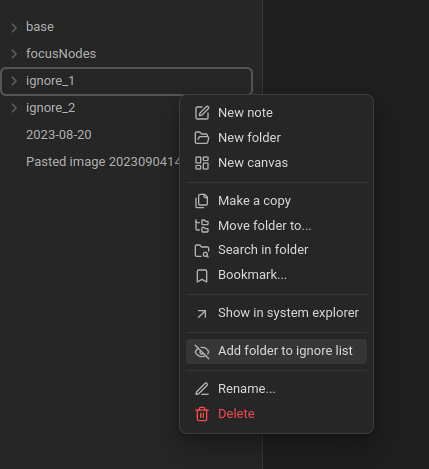 base
focusNodes
ignore_1
ignore_2
2023-08-20
Pasted image 2023090414
New note
New folder
New canvas
Make a copy
Move folder to...
Search in folder
Bookmark...
Show in system explorer
Add folder to ignore list
Rename...
Delete